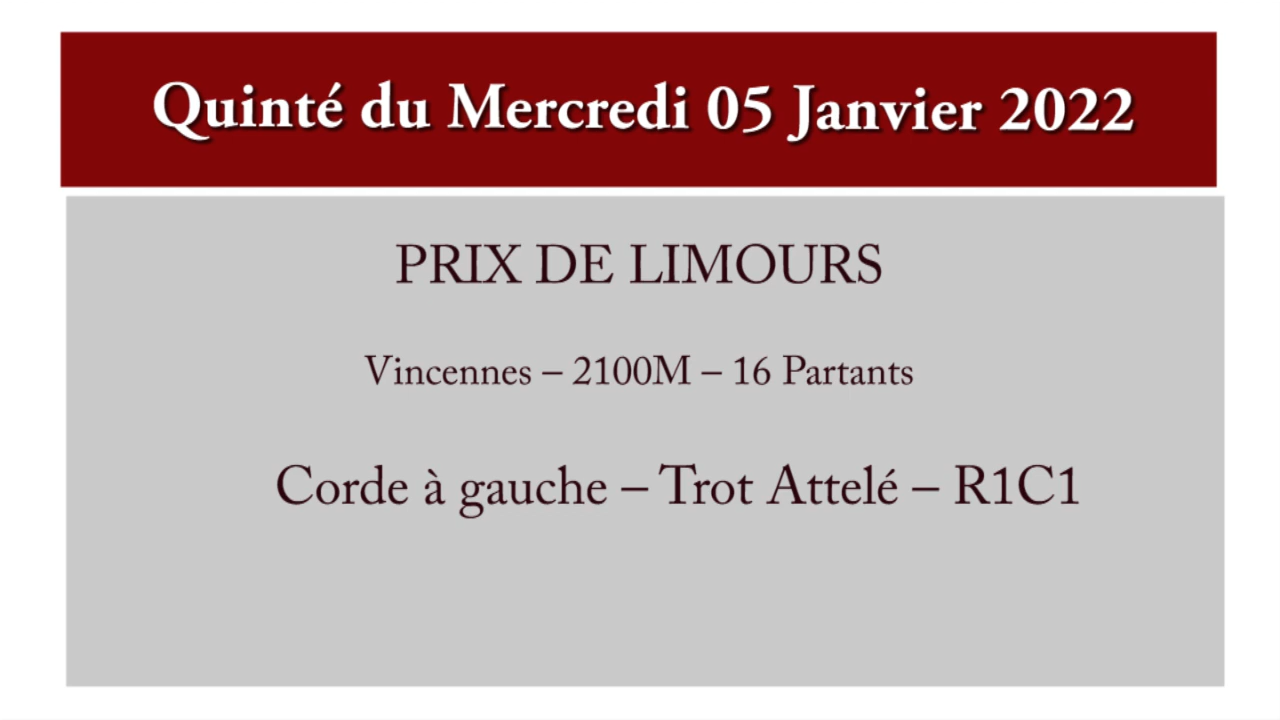 Quinté du Mercredi 05 Janvier 2022
PRIX DE LIMOURS
Vincennes – 2100M – 16 Partants
Corde à gauche – Trot Attelé – R1C1